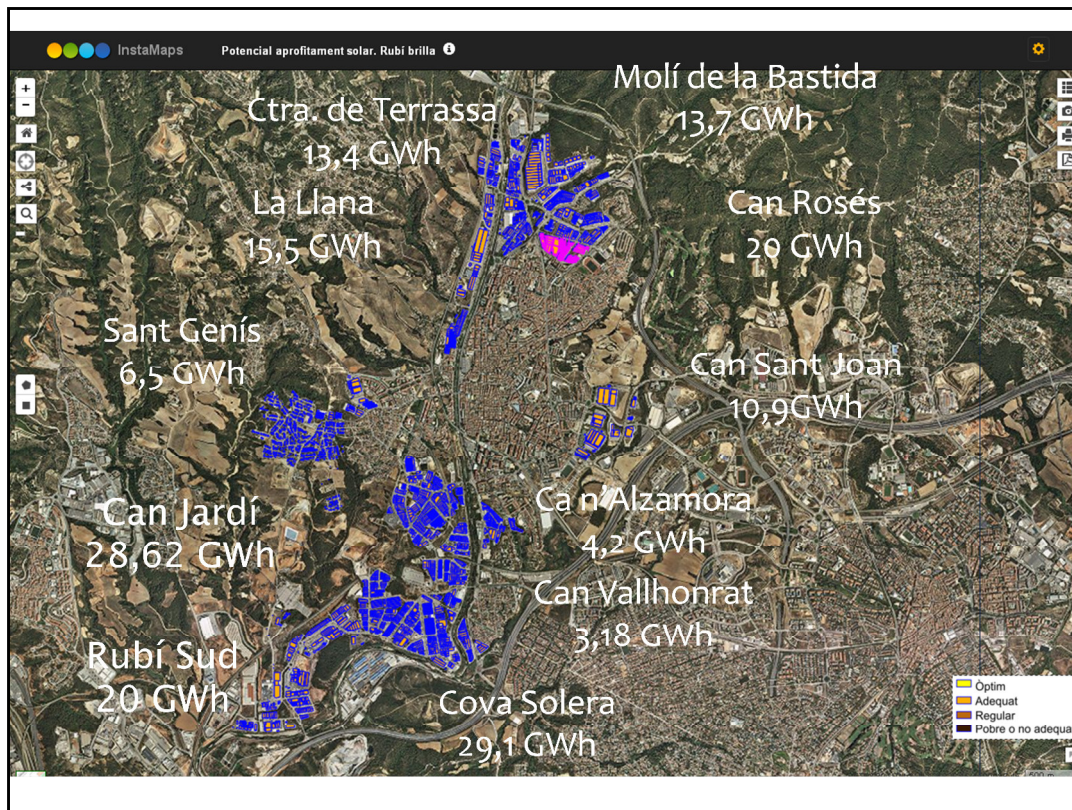 InstaMaps
Potencial aprofitament solar. Rubí brilla
Molí de la Bastida
13,7 GWh
Ctra. de Terrassa
13,4 GWh
La Llana
15,5 GWh
Can Rosés
20 GWh
Sant Genís
6,5 GWh
Can Sant Joan
10,9GWh
Can Jardí
28,62 GWh
Ca n'Alzamora
4,2 GWh
Can Vallhonrat
3,18 GWh
Rubí Sud
20 GWh
Cova Solera
29,1 GWh
Òptim
Adequat
Regular
Pobre o no adequa
500 m